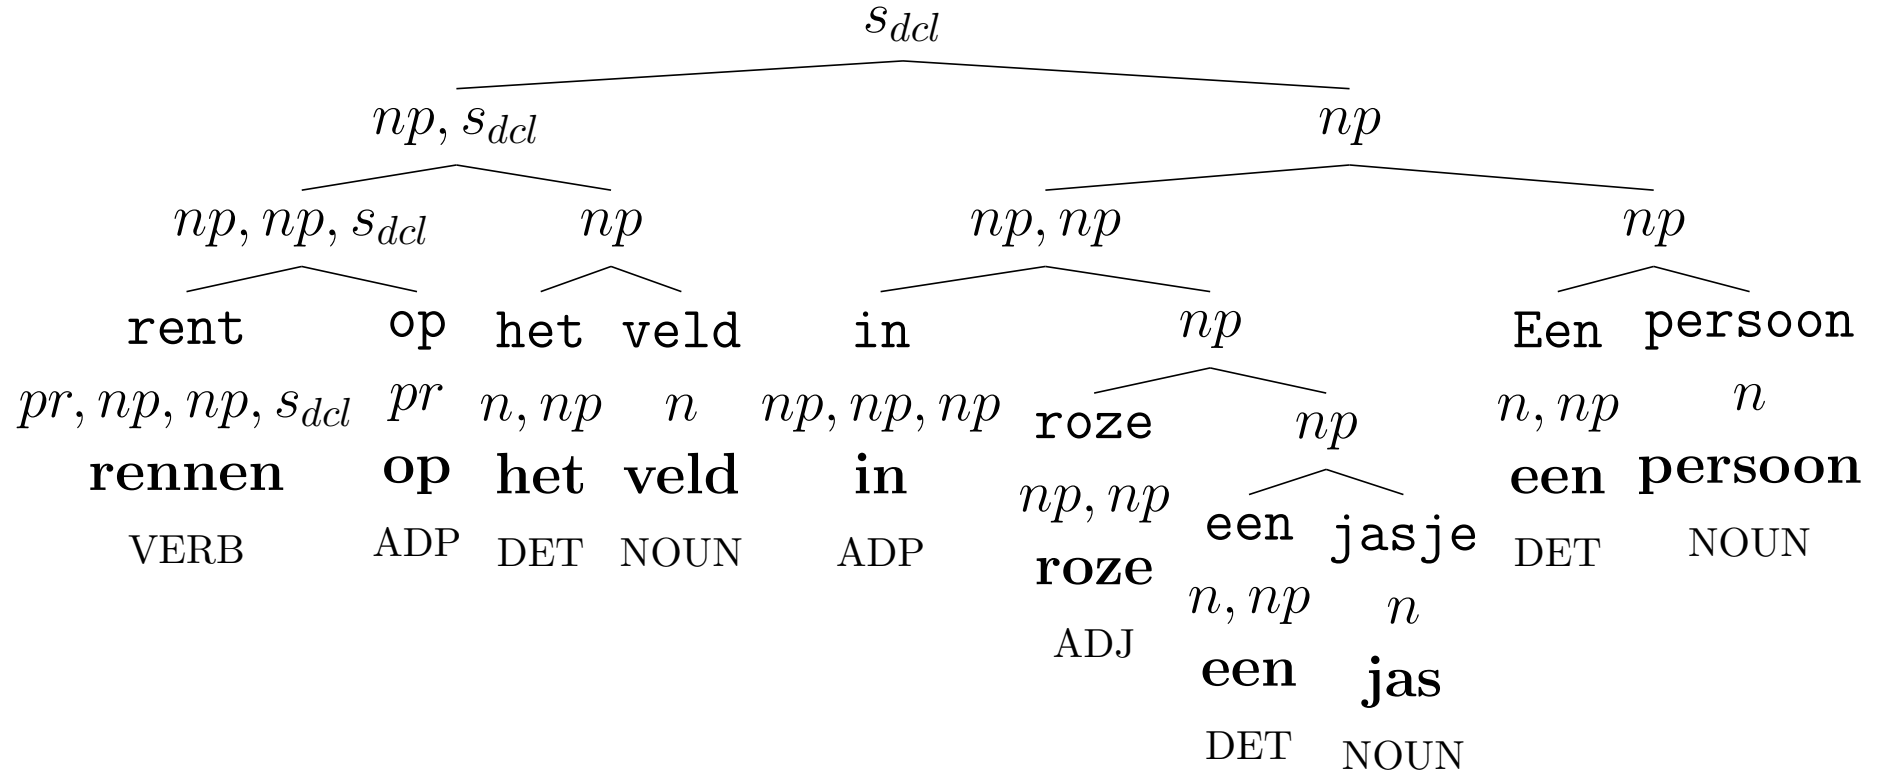 s_dcl
np, s_dcl np
np, np, s_dcl np np, np np
rent op het veld in np Een persoon
pr, np, np, s_dcl pr n, np n np, np, np roze np n, np n
rennen op het veld in np, np een jasje een persoon
VERB ADP DET NOUN ADP roze n, np n DET NOUN
ADJ een jas
DET NOUN